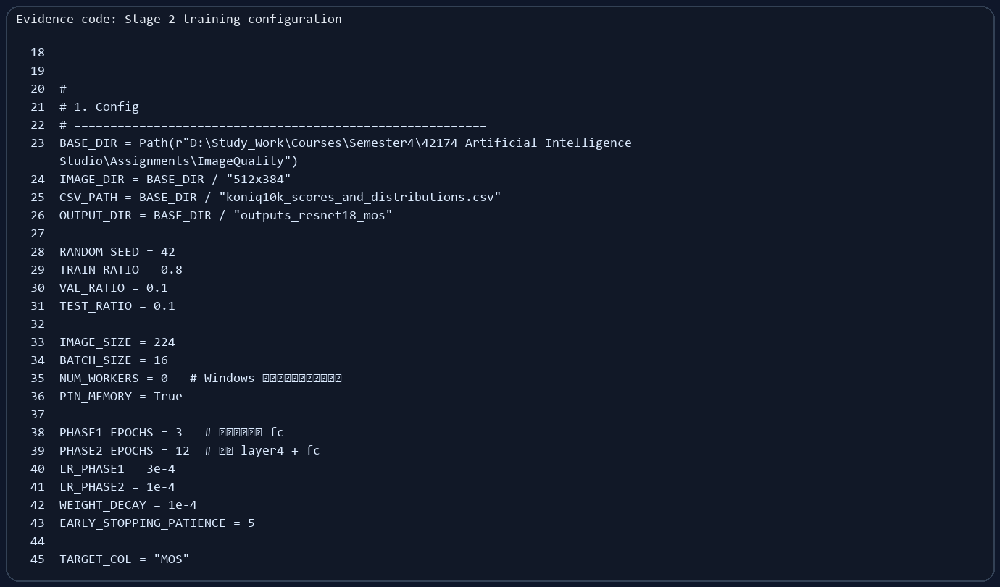 Evidence code: Stage 2 training configuration
18
19
20 # =========================================================
21 # 1. Config
22 # =========================================================
23 BASE_DIR = Path(r"D:\Study_Work\Courses\Semester4\42174 Artificial Intelligence
Studio\Assignments\ImageQuality")
24 IMAGE_DIR = BASE_DIR / "512x384"
25 CSV_PATH = BASE_DIR / "koniq10k_scores_and_distributions.csv"
26 OUTPUT_DIR = BASE_DIR / "outputs_resnet18_mos"
27
28 RANDOM_SEED = 42
29 TRAIN_RATIO = 0.8
30 VAL_RATIO = 0.1
31 TEST_RATIO = 0.1
32
33 IMAGE_SIZE = 224
34 BATCH_SIZE = 16
35 NUM_WORKERS = 0 # Windows
36 PIN_MEMORY = True
37
38 PHASE1_EPOCHS = 3 # fc
39 PHASE2_EPOCHS = 12 # layer4 + fc
40 LR_PHASE1 = 3e-4
41 LR_PHASE2 = 1e-4
42 WEIGHT_DECAY = 1e-4
43 EARLY_STOPPING_PATIENCE = 5
44
45 TARGET_COL = "MOS"